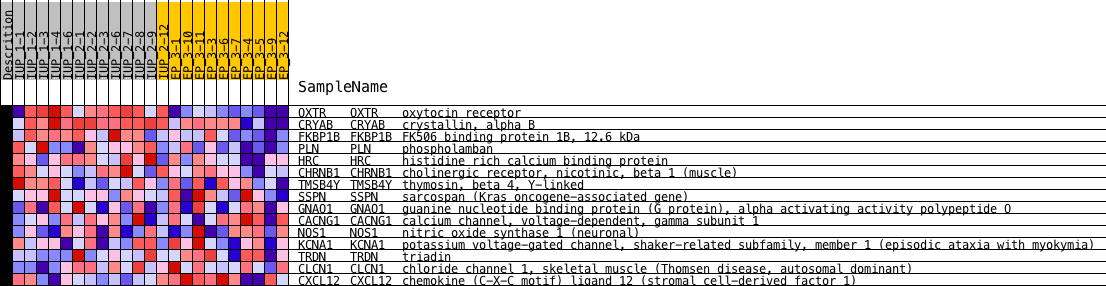 Descrition
IUP_1-1
IUP_1-2
IUP_1-3
IUP_1-4
IUP_1-6
IUP_2-1
IUP_2-2
IUP_2-3
IUP_2-6
IUP_2-7
IUP_2-8
IUP_2-9
IUP_2-12
EP_3-1
EP_3-10
EP_3-11
EP_3-3
EP_3-6
EP_3-7
EP_3-4
EP_3-5
EP_3-9
EP_3-12
SampleName
OXTR OXTR oxytocin receptor
CRYAB CRYAB crystallin, alpha B
FKBP1B FKBP1B FK506 binding protein 1B, 12.6 kDa
PLN PLN phospholamban
HRC HRC histidine rich calcium binding protein
CHRNB1 CHRNB1 cholinergic receptor, nicotinic, beta 1 (muscle)
TMSB4Y TMSB4Y thymosin, beta 4, Y-linked
SSPN SSPN sarcospan (Kras oncogene-associated gene)
GNAO1 GNAO1 guanine nucleotide binding protein (G protein), alpha activating activity polypeptide O
CACNG1 CACNG1 calcium channel, voltage-dependent, gamma subunit 1
NOS1 NOS1 nitric oxide synthase 1 (neuronal)
KCNA1 KCNA1 potassium voltage-gated channel, shaker-related subfamily, member 1 (episodic ataxia with myokymia)
TRDN TRDN triadin
CLCN1 CLCN1 chloride channel 1, skeletal muscle (Thomsen disease, autosomal dominant)
CXCL12 CXCL12 chemokine (C-X-C motif) ligand 12 (stromal cell-derived factor 1)